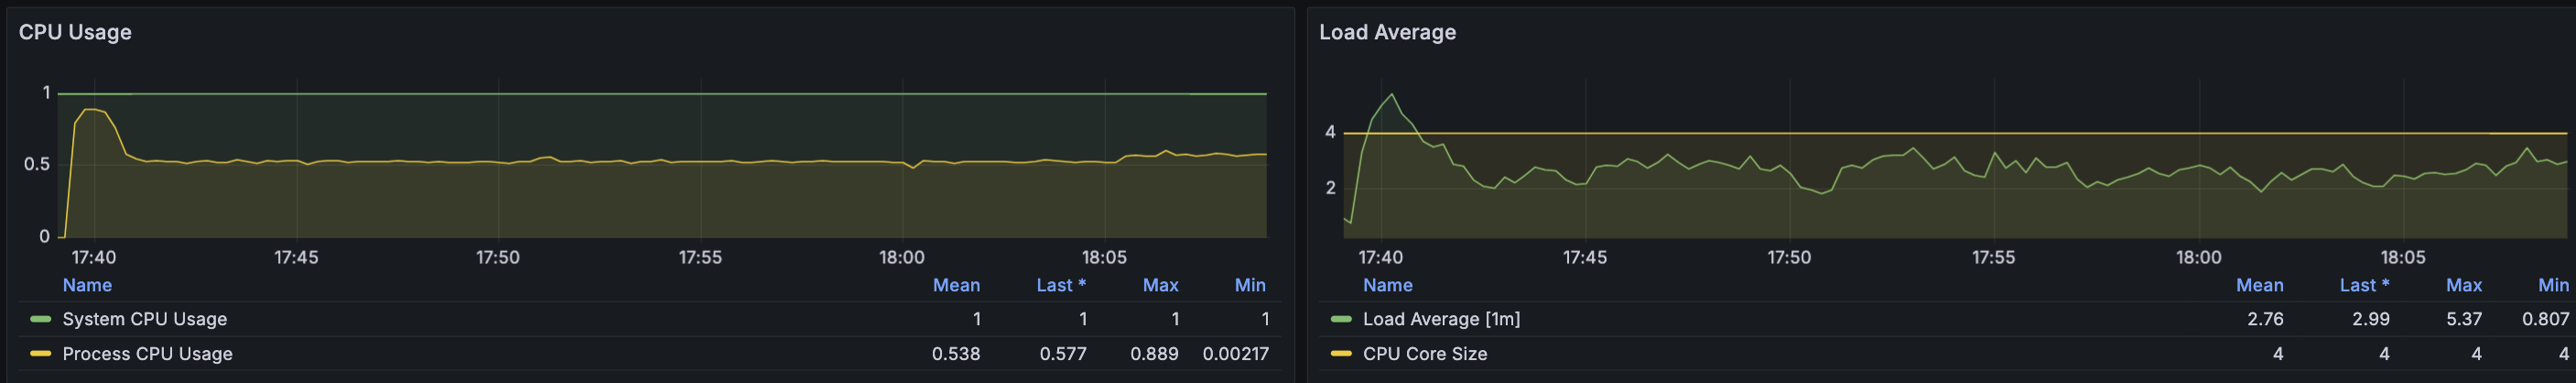 CPU Usage
1
0.5
0
17:40 17:45 17:50 17:55 18:00 18:05
Name Mean Last * Max Min
System CPU Usage 1 1 1 1
Process CPU Usage 0.538 0.577 0.889 0.00217
Load Average
4
2
17:40 17:45 17:50 17:55 18:00 18:05
Name Mean Last * Max Min
Load Average [1m] 2.76 2.99 5.37 0.807
CPU Core Size 4 4 4 4